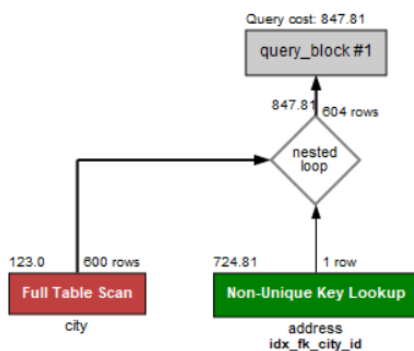 Query cost: 847.81
query_block #1
847.81 604 rows
nested
loop
123.0 600 rows
724.81 1 row
Full Table Scan
Non-Unique Key Lookup
city
address
idx_fk_city_id